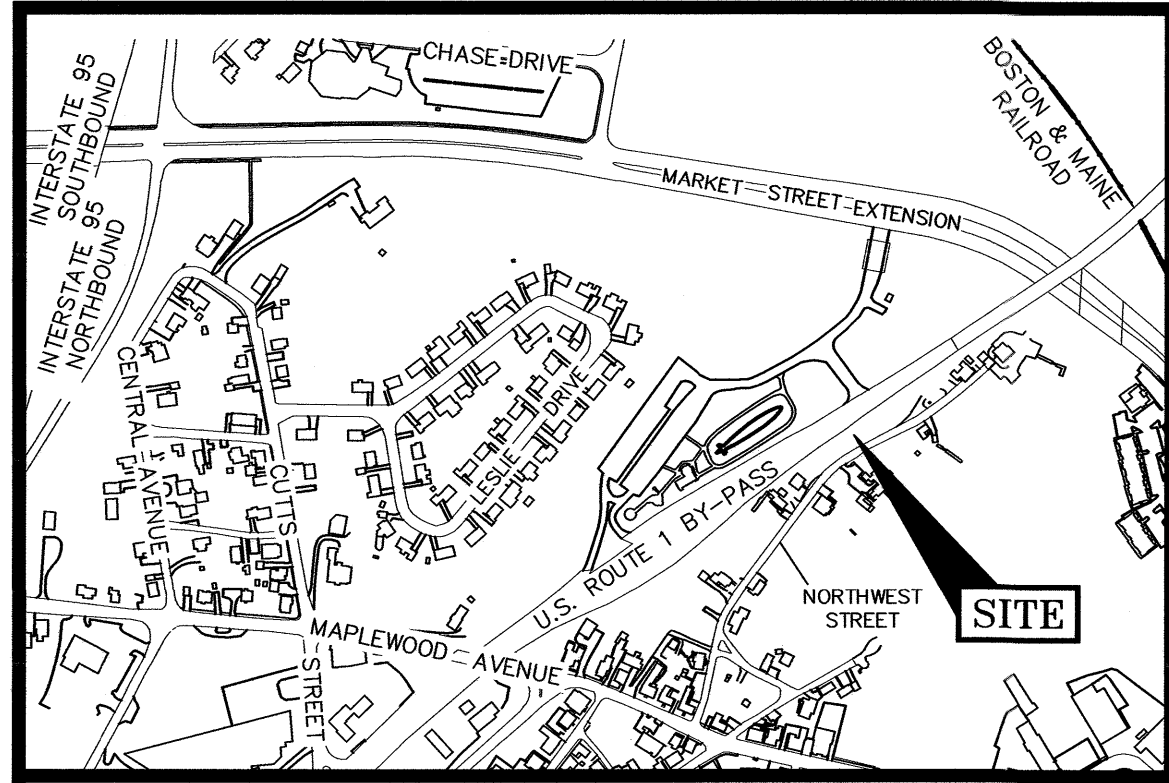 CHASE DRIVE
BOSTON & MAINE
RAILROAD
INTERSTATE 95
SOUTHBOUND
INTERSTATE 95
NORTHBOUND
MARKET STREET EXTENSION
CENTRAL AVENUE
CUTTS STREET
LESLIE DRIVE
U.S. ROUTE 1 BY-PASS
NORTHWEST
STREET
SITE
MAPLEWOOD AVENUE